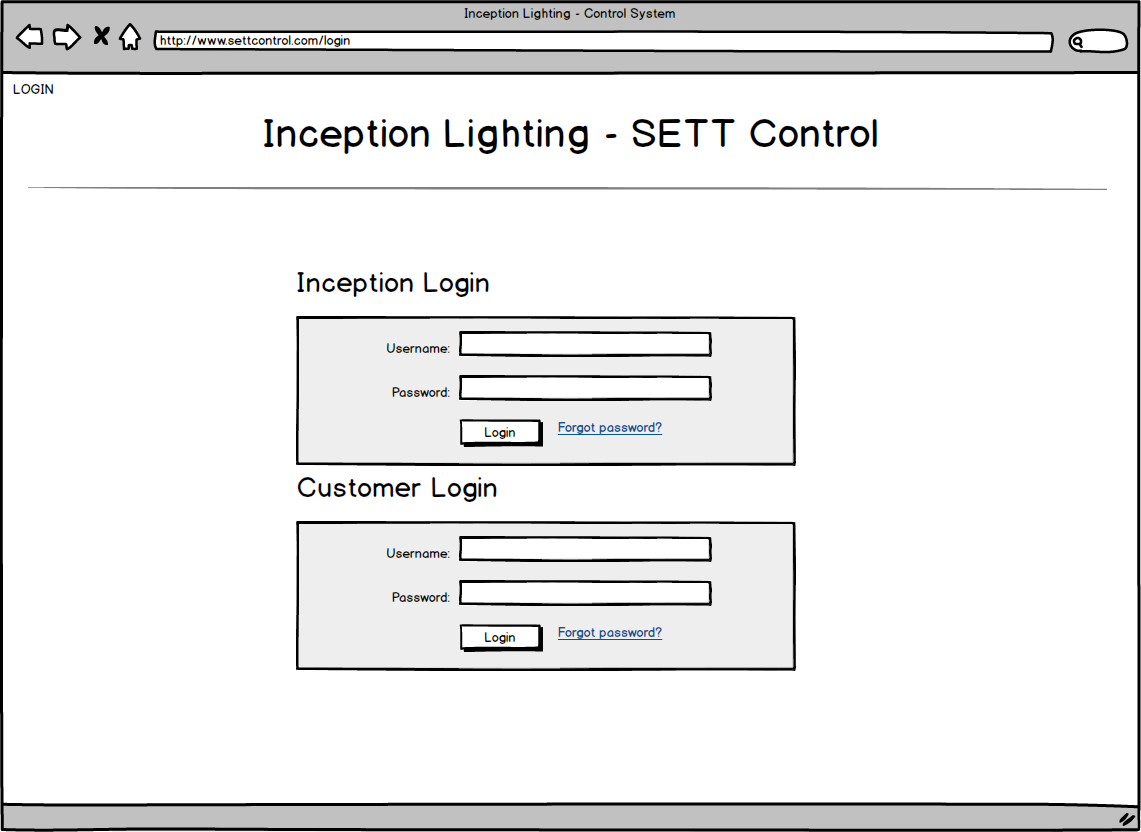 Inception Lighting - Control System
http://www.settcontrol.com/login
LOGIN
Inception Lighting - SETT Control
Inception Login
Username:
Password:
Login Forgot password?
Customer Login
Username:
Password:
Login Forgot password?